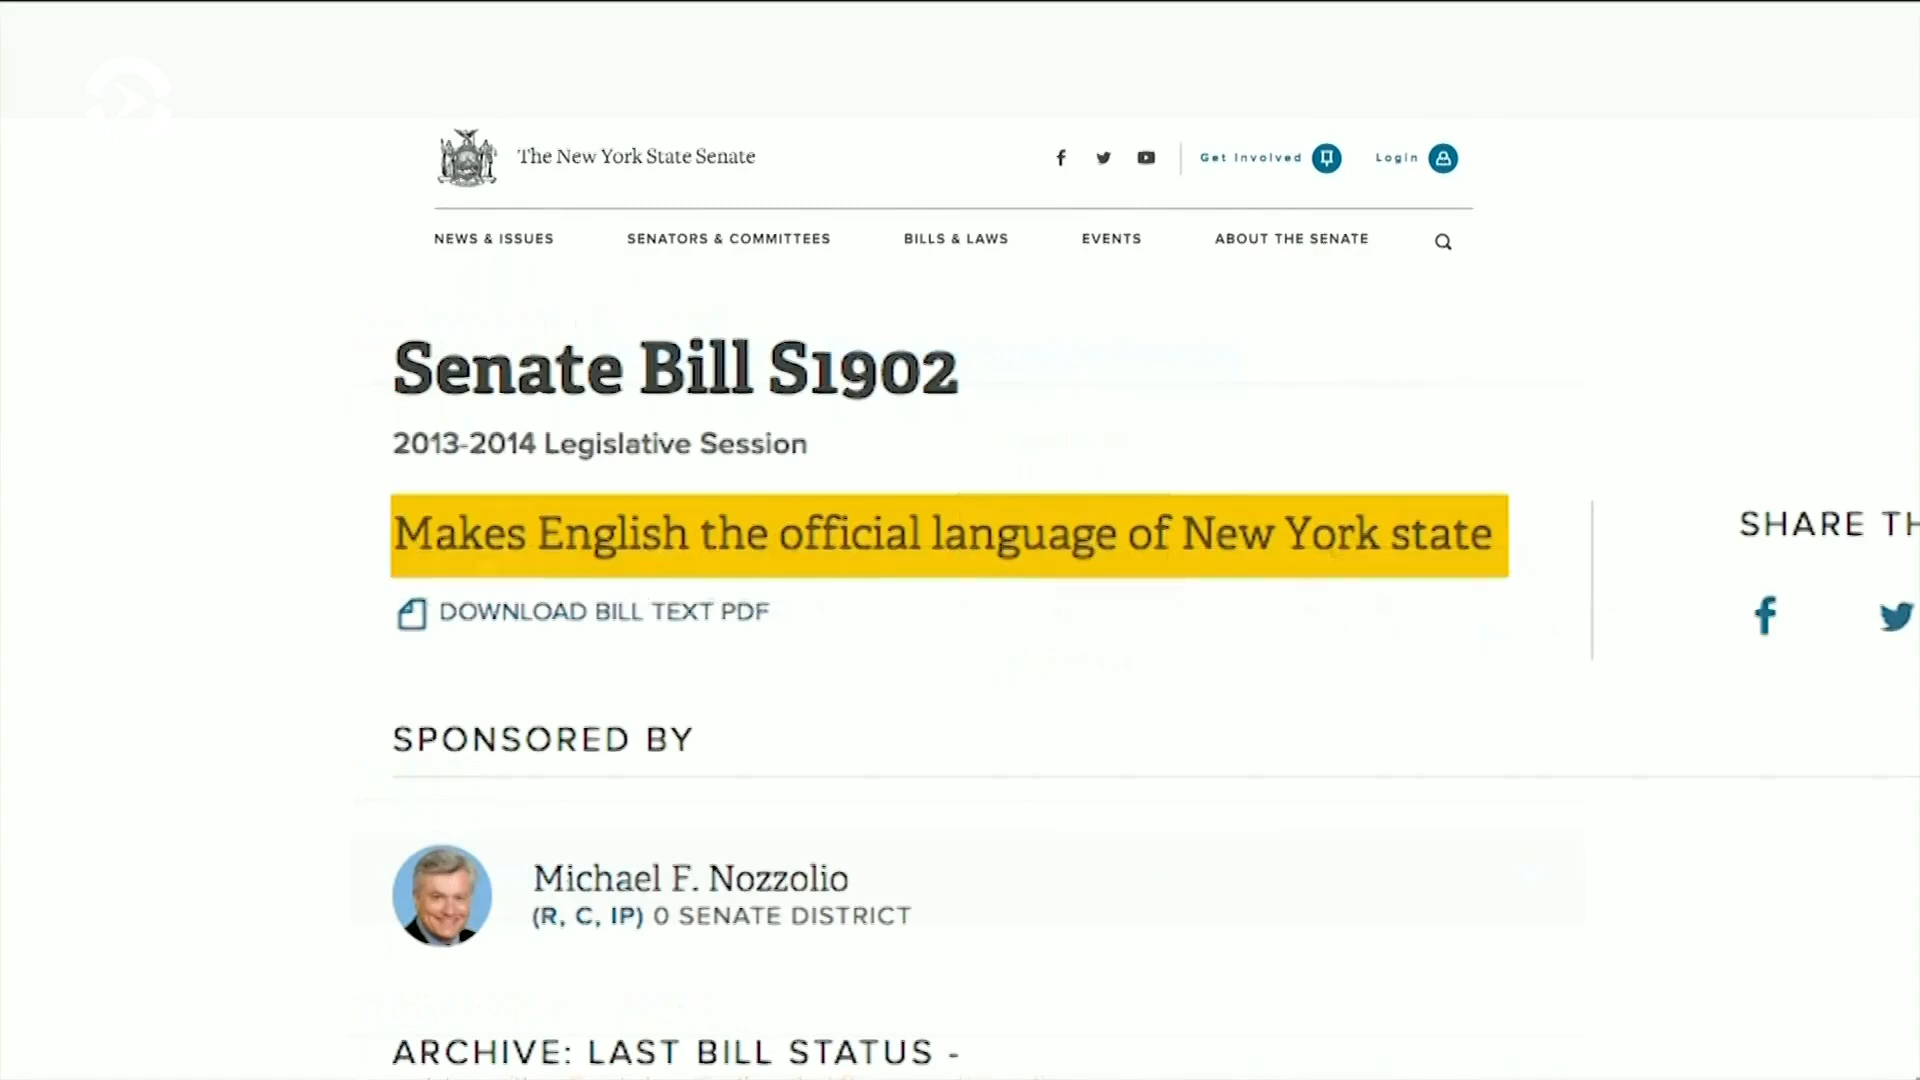 The New York State Senate
Get Involved
Login
NEWS & ISSUES
SENATORS & COMMITTEES
BILLS & LAWS
EVENTS
ABOUT THE SENATE
Senate Bill S1902
2013-2014 Legislative Session
Makes English the official language of New York state
DOWNLOAD BILL TEXT PDF
SHARE TH
SPONSORED BY
Michael F. Nozzolio
(R, C, IP) 0 SENATE DISTRICT
ARCHIVE: LAST BILL STATUS -